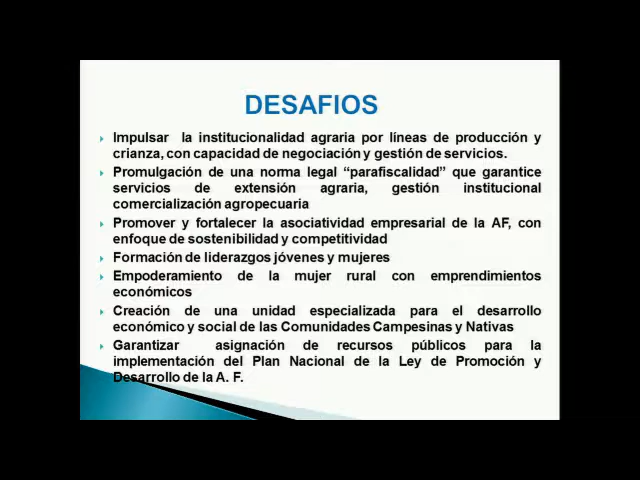 DESAFIOS
Impulsar la institucionalidad agraria por líneas de producción y
crianza, con capacidad de negociación y gestión de servicios.
Promulgación de una norma legal “parafiscalidad” que garantice
servicios de extensión agraria, gestión institucional
comercialización agropecuaria
Promover y fortalecer la asociatividad empresarial de la AF, con
enfoque de sostenibilidad y competitividad
Formación de liderazgos jóvenes y mujeres
Empoderamiento de la mujer rural con emprendimientos
económicos
Creación de una unidad especializada para el desarrollo
económico y social de las Comunidades Campesinas y Nativas
Garantizar asignación de recursos públicos para la
implementación del Plan Nacional de la Ley de Promoción y
Desarrollo de la A. F.